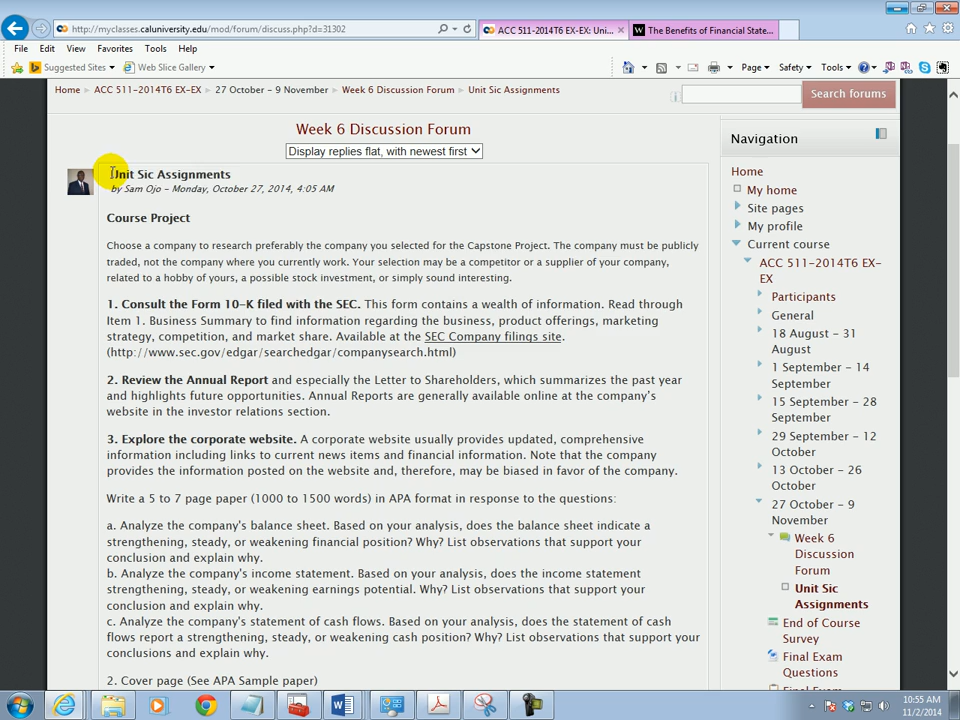 http://myclasses.caluniversity.edu/mod/forum/discuss.php?d=31302
ACC 511-2014T6 EX-EX: Uni...
W The Benefits of Financial State...
File Edit View Favorites Tools Help
Suggested Sites Web Slice Gallery
Page Safety Tools
Home ACC 511-2014T6 EX-EX 27 October - 9 November Week 6 Discussion Forum Unit Sic Assignments
Search forums
Week 6 Discussion Forum
Display replies flat, with newest first
Unit Sic Assignments
by Sam Ojo - Monday, October 27, 2014, 4:05 AM
Course Project
Choose a company to research preferably the company you selected for the Capstone Project. The company must be publicly
traded, not the company where you currently work. Your selection may be a competitor or a supplier of your company,
related to a hobby of yours, a possible stock investment, or simply sound interesting.
1. Consult the Form 10-K filed with the SEC. This form contains a wealth of information. Read through
Item 1. Business Summary to find information regarding the business, product offerings, marketing
strategy, competition, and market share. Available at the SEC Company filings site.
(http://www.sec.gov/edgar/searchedgar/companysearch.html)
2. Review the Annual Report and especially the Letter to Shareholders, which summarizes the past year
and highlights future opportunities. Annual Reports are generally available online at the company's
website in the investor relations section.
3. Explore the corporate website. A corporate website usually provides updated, comprehensive
information including links to current news items and financial information. Note that the company
provides the information posted on the website and, therefore, may be biased in favor of the company.
Write a 5 to 7 page paper (1000 to 1500 words) in APA format in response to the questions:
a. Analyze the company's balance sheet. Based on your analysis, does the balance sheet indicate a
strengthening, steady, or weakening financial position? Why? List observations that support your
conclusion and explain why.
b. Analyze the company's income statement. Based on your analysis, does the income statement
strengthening, steady, or weakening earnings potential. Why? List observations that support your
conclusion and explain why.
c. Analyze the company's statement of cash flows. Based on your analysis, does the statement of cash
flows report a strengthening, steady, or weakening cash position? Why? List observations that support your
conclusions and explain why.
2. Cover page (See APA Sample paper)
Navigation
Home
My home
Site pages
My profile
Current course
ACC 511-2014T6 EX-
EX
Participants
General
18 August - 31
August
1 September - 14
September
15 September - 28
September
29 September - 12
October
13 October - 26
October
27 October - 9
November
Week 6
Discussion
Forum
Unit Sic
Assignments
End of Course
Survey
Final Exam
Questions
Final Exam
10:55 AM
11/2/2014